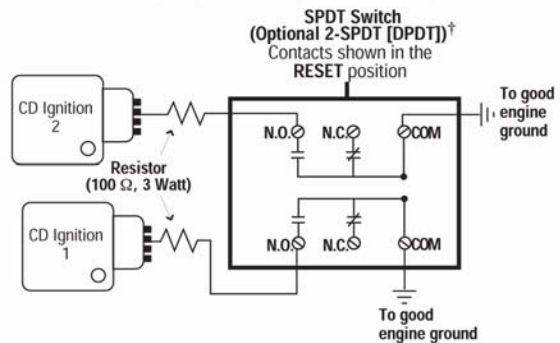 SPDT Switch
(Optional 2-SPDT [DPDT])†
Contacts shown in the
RESET position
CD Ignition
2
To good
engine
ground
N.O.
N.C.
COM
Resistor
(100 Ω, 3 Watt)
CD Ignition
1
N.O.
N.C.
COM
To good
engine ground